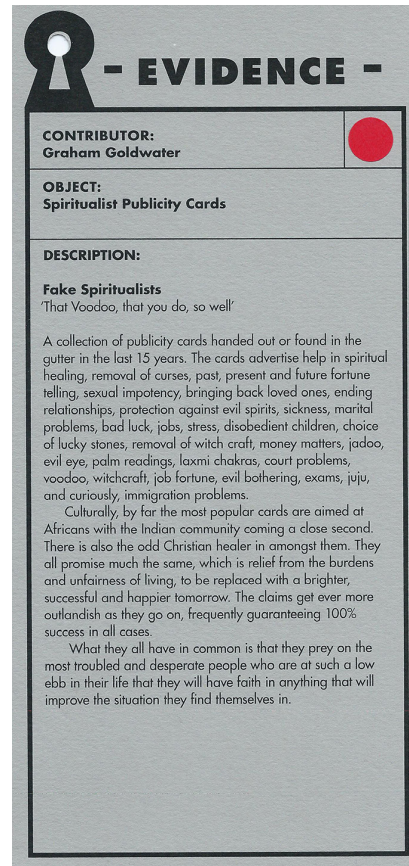 - EVIDENCE -
CONTRIBUTOR:
Graham Goldwater
OBJECT:
Spiritualist Publicity Cards
DESCRIPTION:
Fake Spiritualists
'That Voodoo, that you do, so well'
A collection of publicity cards handed out or found in the
gutter in the last 15 years. The cards advertise help in spiritual
healing, removal of curses, past, present and future fortune
telling, sexual impotency, bringing back loved ones, ending
relationships, protection against evil spirits, sickness, marital
problems, bad luck, jobs, stress, disobedient children, choice
of lucky stones, removal of witch craft, money matters, jadoo,
evil eye, palm readings, laxmi chakras, court problems,
voodoo, witchcraft, job fortune, evil bothering, exams, juju,
and curiously, immigration problems.
Culturally, by far the most popular cards are aimed at
Africans with the Indian community coming a close second.
There is also the odd Christian healer in amongst them. They
all promise much the same, which is relief from the burdens
and unfairness of living, to be replaced with a brighter,
successful and happier tomorrow. The claims get ever more
outlandish as they go on, frequently guaranteeing 100%
success in all cases.
What they all have in common is that they prey on the
most troubled and desperate people who are at such a low
ebb in their life that they will have faith in anything that will
improve the situation they find themselves in.